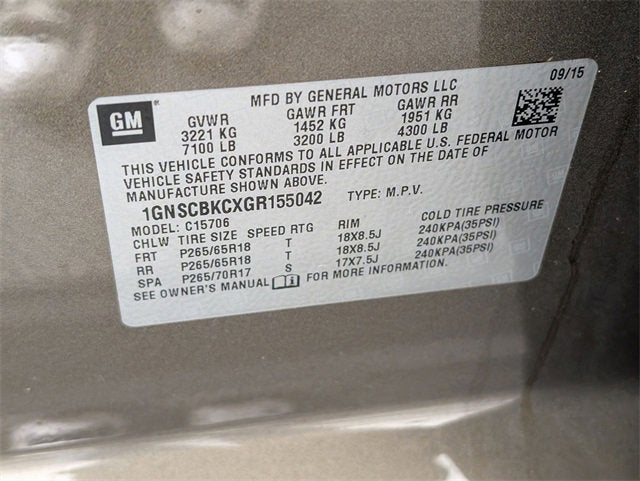 GM
MFD BY GENERAL MOTORS LLC 09/15
GVWR GAWR FRT GAWR RR
3221 KG 1452 KG 1951 KG
7100 LB 3200 LB 4300 LB
THIS VEHICLE CONFORMS TO ALL APPLICABLE U.S. FEDERAL MOTOR
VEHICLE SAFETY STANDARDS IN EFFECT ON THE DATE OF
MANUFACTURE SHOWN ABOVE.
1GNSCBKCXGR155042 TYPE: M.P.V.
MODEL: C15706
CHLW TIRE SIZE SPEED RTG RIM COLD TIRE PRESSURE
FRT P265/65R18 T 18X8.5J 240KPA(35PSI)
RR P265/65R18 T 18X8.5J 240KPA(35PSI)
SPA P265/70R17 S 17X7.5J 240KPA(35PSI)
SEE OWNER'S MANUAL FOR MORE INFORMATION.